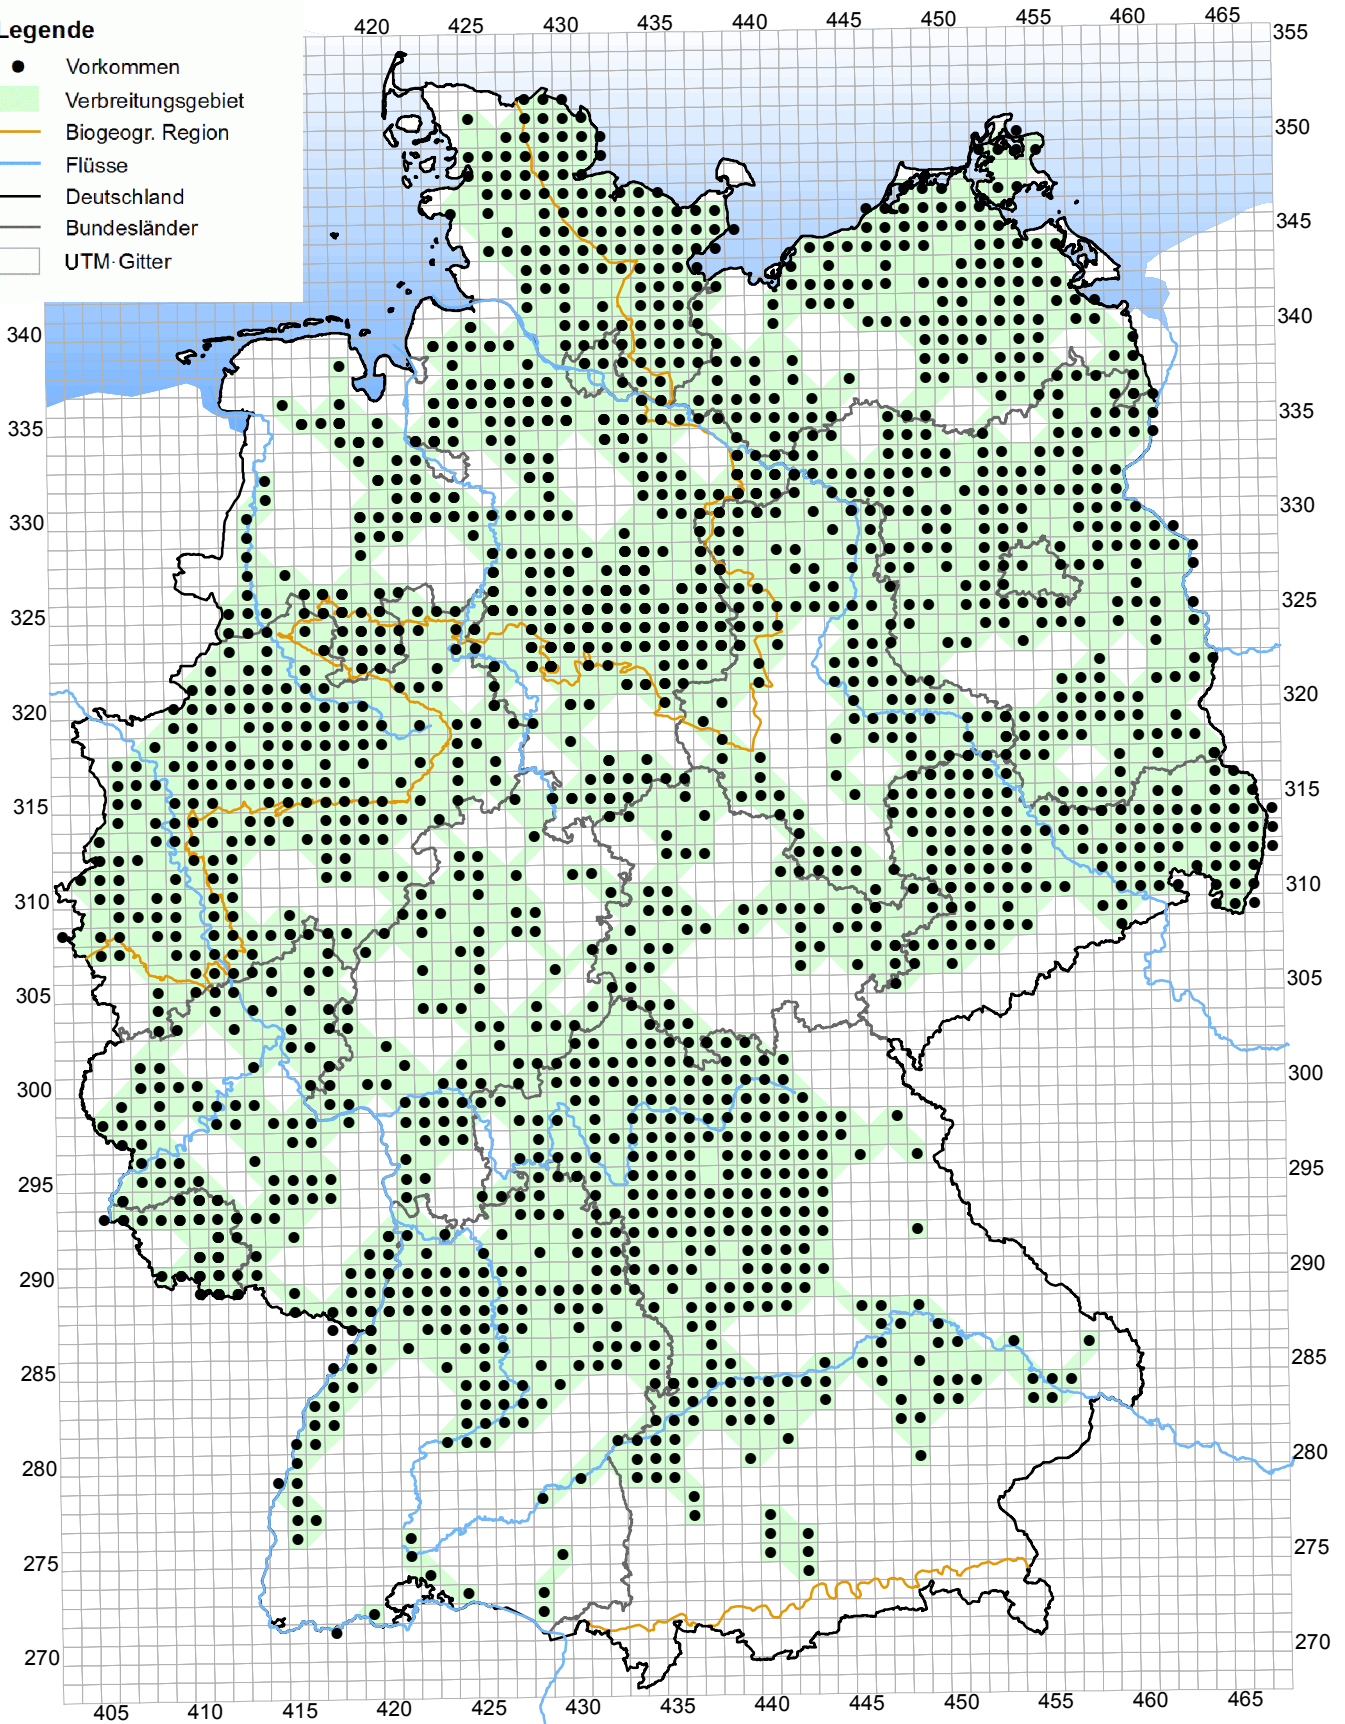 Legende
Vorkommen
Verbreitungsgebiet
Biogeogr. Region
Flüsse
Deutschland
Bundesländer
UTM-Gitter
420 425 430 435 440 445 450 455 460 465
355
350
345
340 340
335 335
330 330
325 325
320 320
315 315
310 310
305 305
300 300
295 295
290 290
285 285
280 280
275 275
270 270
405 410 415 420 425 430 435 440 445 450 455 460 465